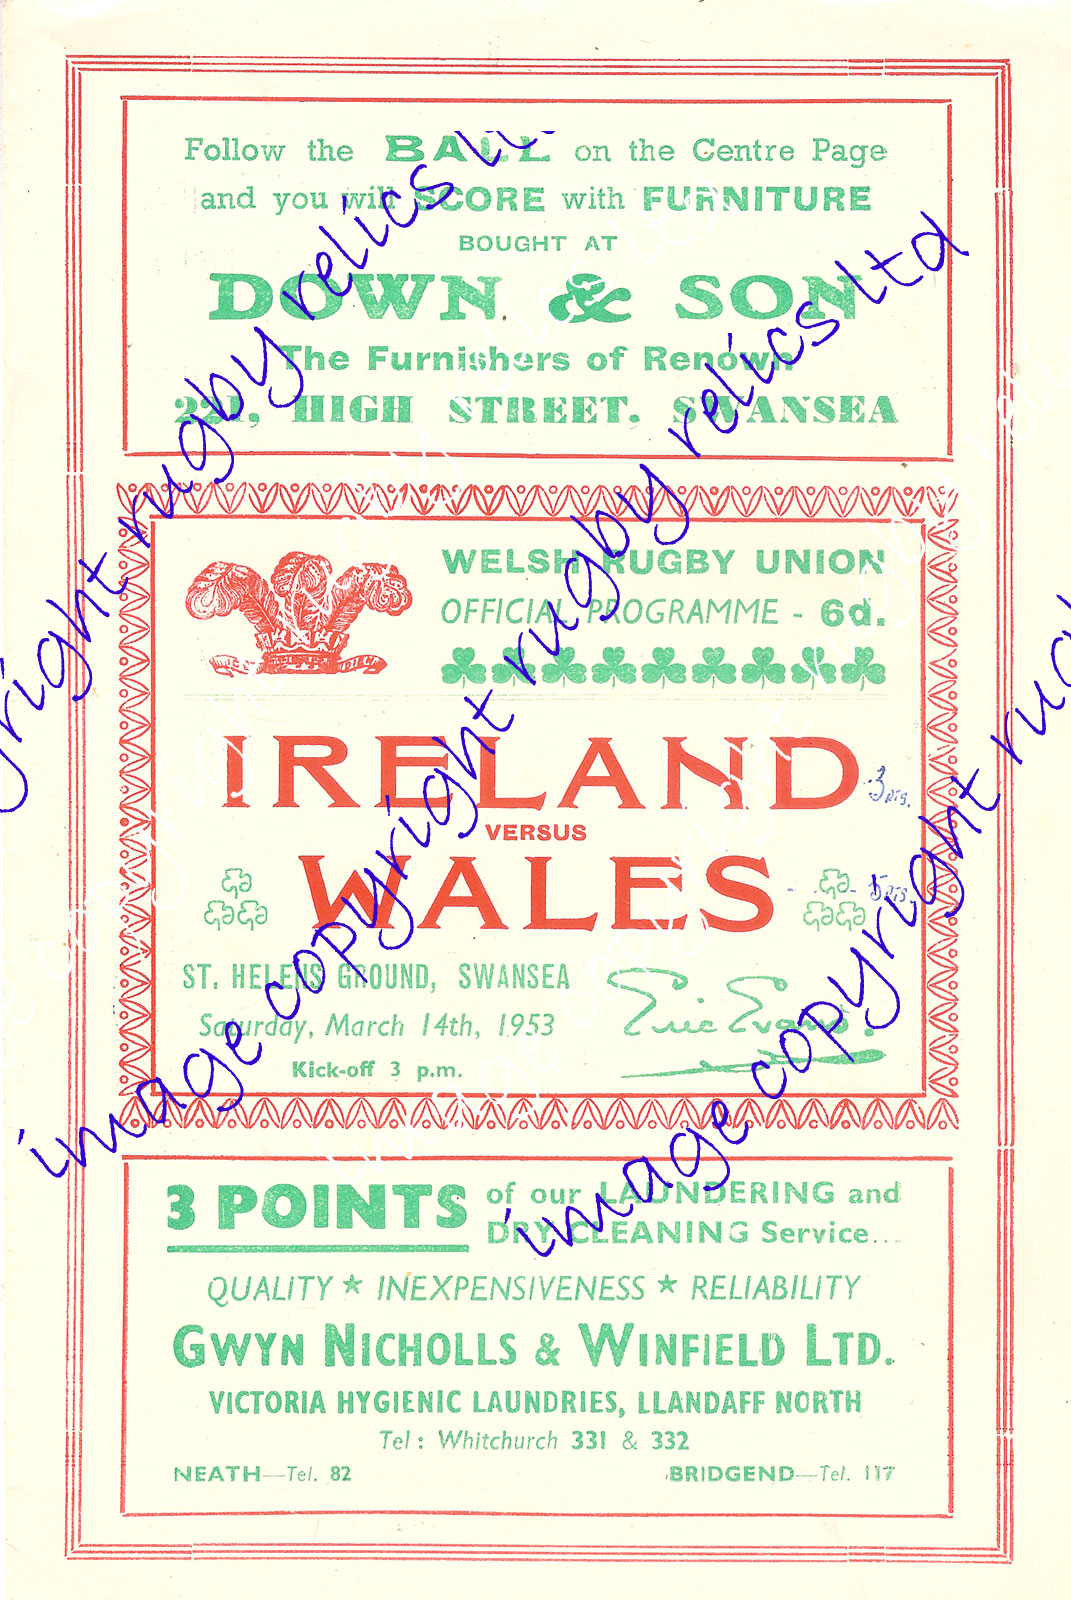 Follow the BALL on the Centre Page
and you will SCORE with FURNITURE
BOUGHT AT
DOWN & SON
The Furnishers of Renown
221, HIGH STREET. SWANSEA
WELSH RUGBY UNION
OFFICIAL PROGRAMME - 6d.
IRELAND 3 pts.
VERSUS
WALES - - 5 pts.
ST. HELENS GROUND, SWANSEA
Saturday, March 14th, 1953
Kick-off 3 p.m.
Eric Evans.
3 POINTS of our LAUNDERING and
DRY CLEANING Service...
QUALITY ★ INEXPENSIVENESS ★ RELIABILITY
GWYN NICHOLLS & WINFIELD LTD.
VICTORIA HYGIENIC LAUNDRIES, LLANDAFF NORTH
Tel: Whitchurch 331 & 332
NEATH—Tel. 82 BRIDGEND—Tel. 117
image copyright rugby relics ltd
image copyright rugby relics ltd